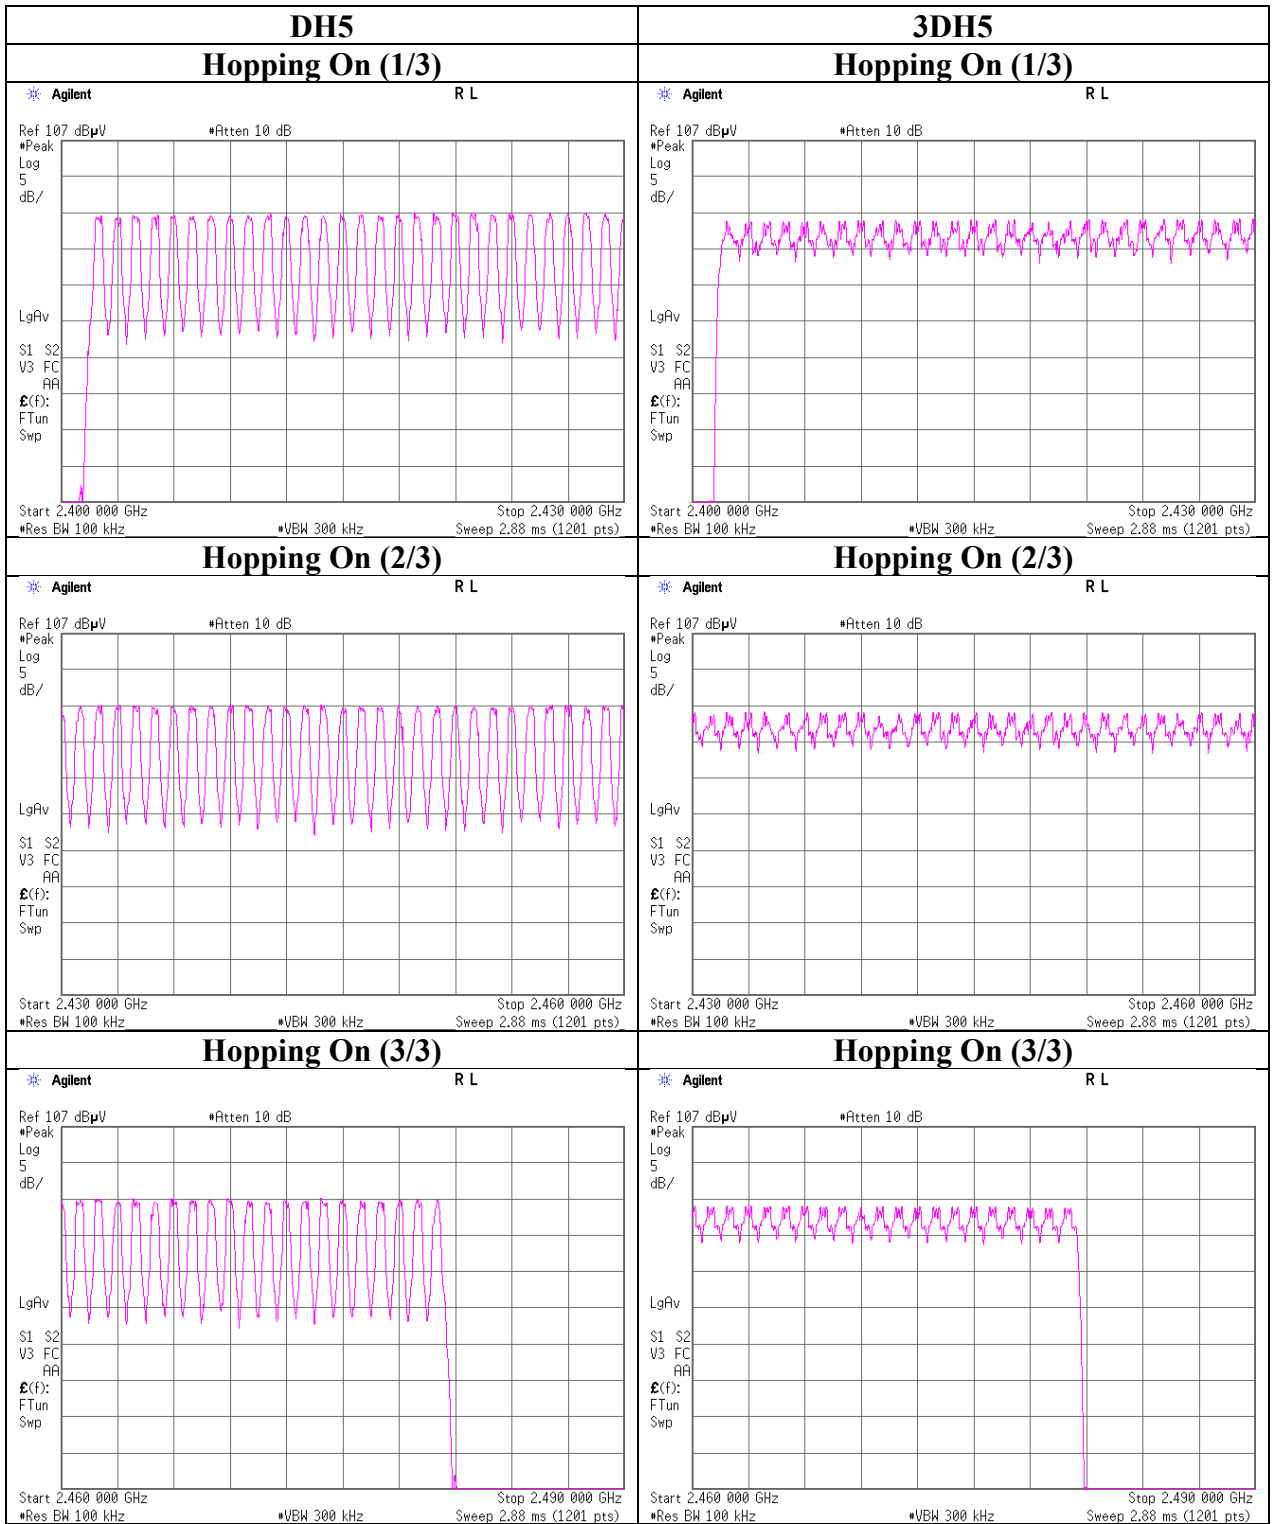 DH5
3DH5
Hopping On (1/3)
Hopping On (1/3)
Agilent
R L
Ref 107 dBµV
#Atten 10 dB
#Peak
Log
5
dB/
LgAv
S1 S2
V3 FC
AA
£(f):
FTun
Swp
Start 2.400 000 GHz
Stop 2.430 000 GHz
#Res BW 100 kHz
#VBW 300 kHz
Sweep 2.88 ms (1201 pts)
Agilent
R L
Ref 107 dBµV
#Atten 10 dB
#Peak
Log
5
dB/
LgAv
S1 S2
V3 FC
AA
£(f):
FTun
Swp
Start 2.400 000 GHz
Stop 2.430 000 GHz
#Res BW 100 kHz
#VBW 300 kHz
Sweep 2.88 ms (1201 pts)
Hopping On (2/3)
Hopping On (2/3)
Agilent
R L
Ref 107 dBµV
#Atten 10 dB
#Peak
Log
5
dB/
LgAv
S1 S2
V3 FC
AA
£(f):
FTun
Swp
Start 2.430 000 GHz
Stop 2.460 000 GHz
#Res BW 100 kHz
#VBW 300 kHz
Sweep 2.88 ms (1201 pts)
Agilent
R L
Ref 107 dBµV
#Atten 10 dB
#Peak
Log
5
dB/
LgAv
S1 S2
V3 FC
AA
£(f):
FTun
Swp
Start 2.430 000 GHz
Stop 2.460 000 GHz
#Res BW 100 kHz
#VBW 300 kHz
Sweep 2.88 ms (1201 pts)
Hopping On (3/3)
Hopping On (3/3)
Agilent
R L
Ref 107 dBµV
#Atten 10 dB
#Peak
Log
5
dB/
LgAv
S1 S2
V3 FC
AA
£(f):
FTun
Swp
Start 2.460 000 GHz
Stop 2.490 000 GHz
#Res BW 100 kHz
#VBW 300 kHz
Sweep 2.88 ms (1201 pts)
Agilent
R L
Ref 107 dBµV
#Atten 10 dB
#Peak
Log
5
dB/
LgAv
S1 S2
V3 FC
AA
£(f):
FTun
Swp
Start 2.460 000 GHz
Stop 2.490 000 GHz
#Res BW 100 kHz
#VBW 300 kHz
Sweep 2.88 ms (1201 pts)